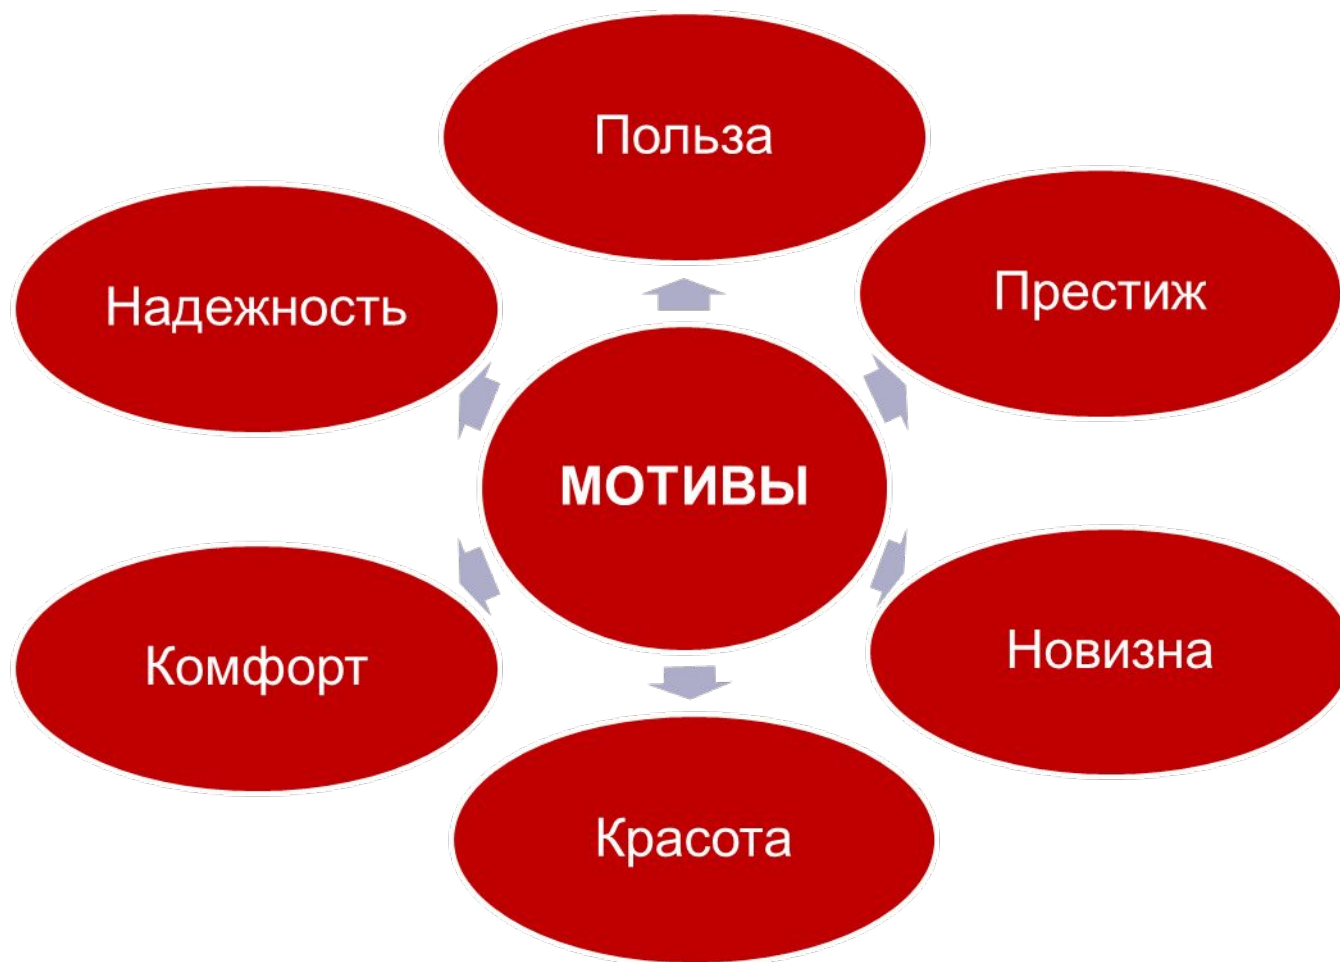 Польза
Престиж
Надежность
МОТИВЫ
Новизна
Комфорт
Красота